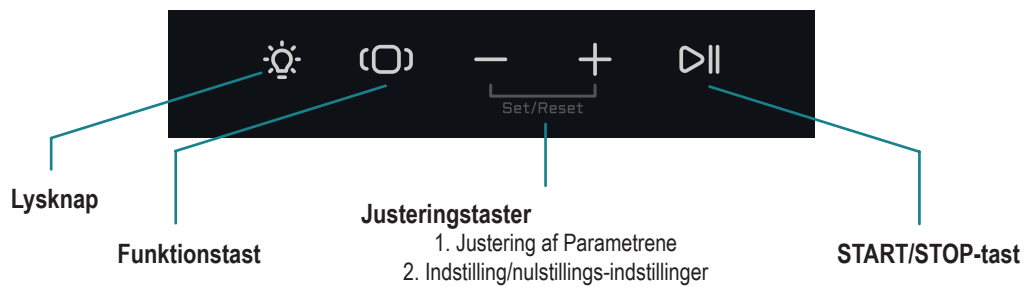 Set/Reset
Lysknap
Funktionstast
Justeringstaster
1. Justering af Parametrene
2. Indstilling/nulstillings-indstillinger
START/STOP-tast